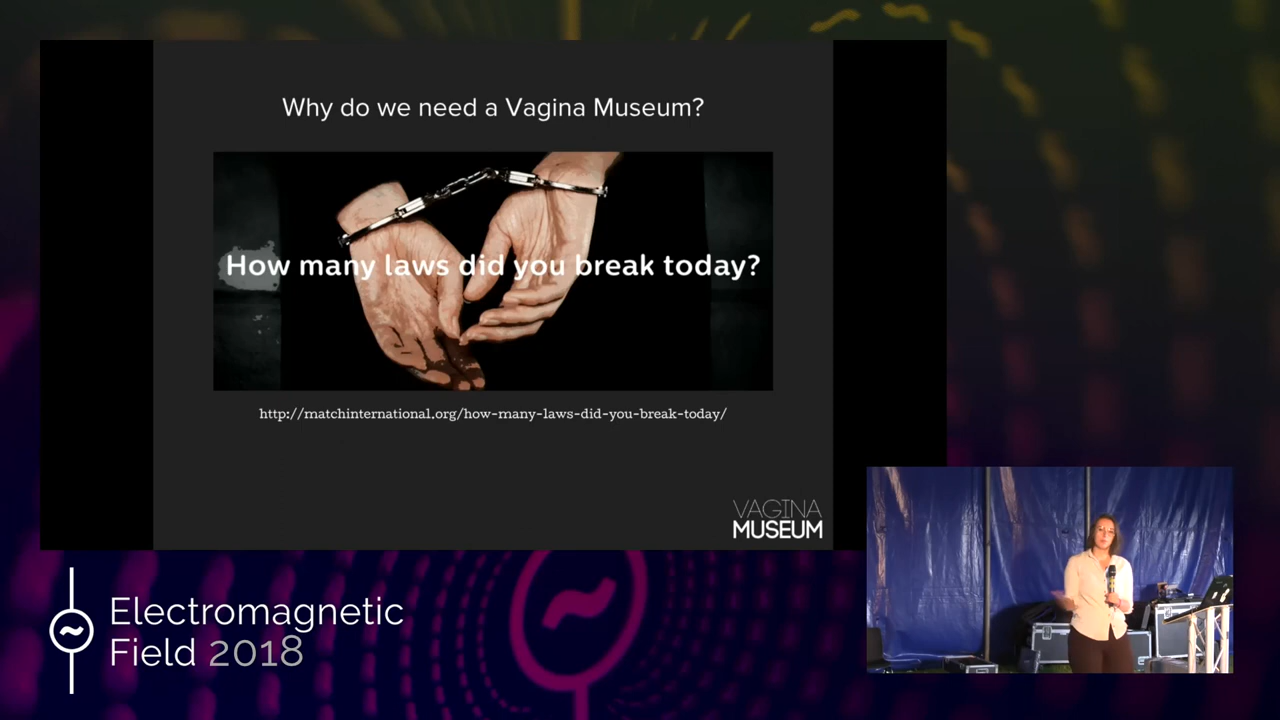 Why do we need a Vagina Museum?
How many laws did you break today?
http://matchinternational.org/how-many-laws-did-you-break-today/
VAGINA
MUSEUM
Electromagnetic
Field 2018